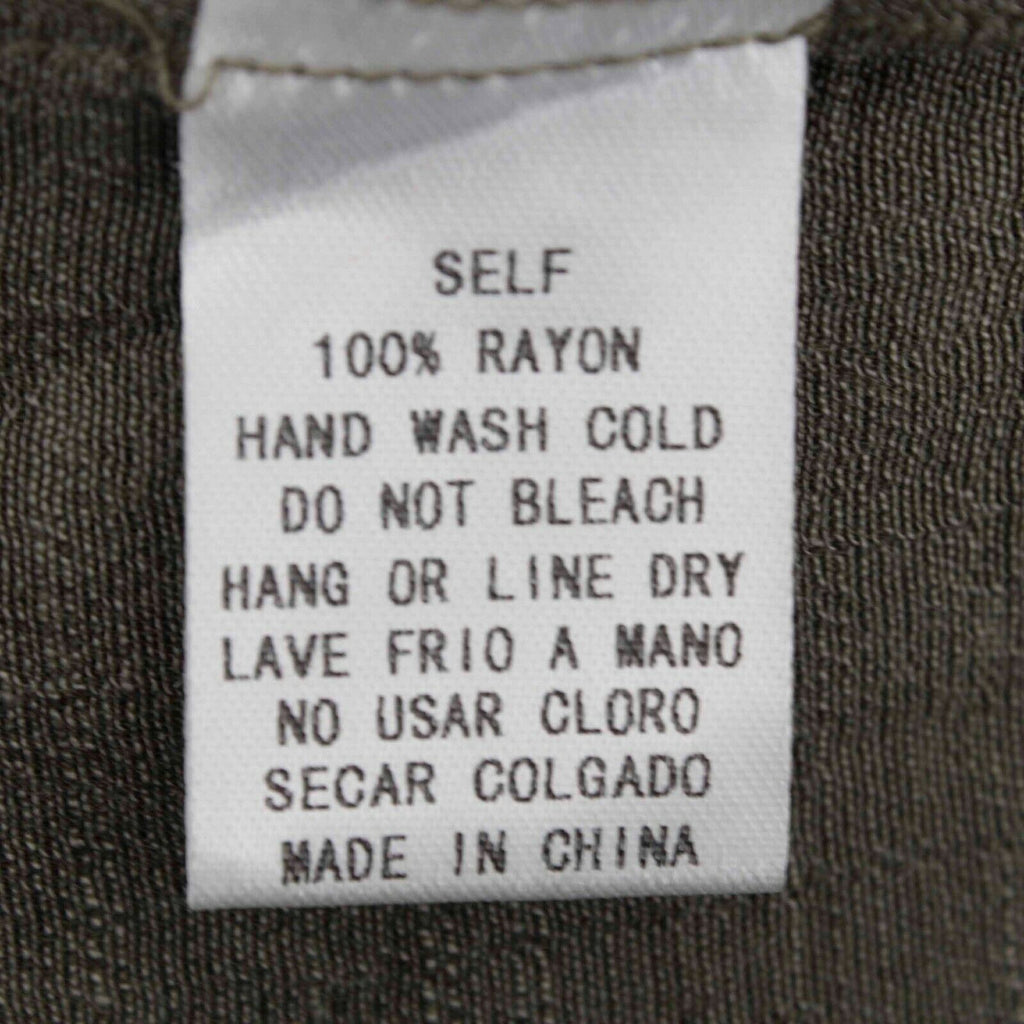 SELF
100% RAYON
HAND WASH COLD
DO NOT BLEACH
HANG OR LINE DRY
LAVE FRIO A MANO
NO USAR CLORO
SECAR COLGADO
MADE IN CHINA